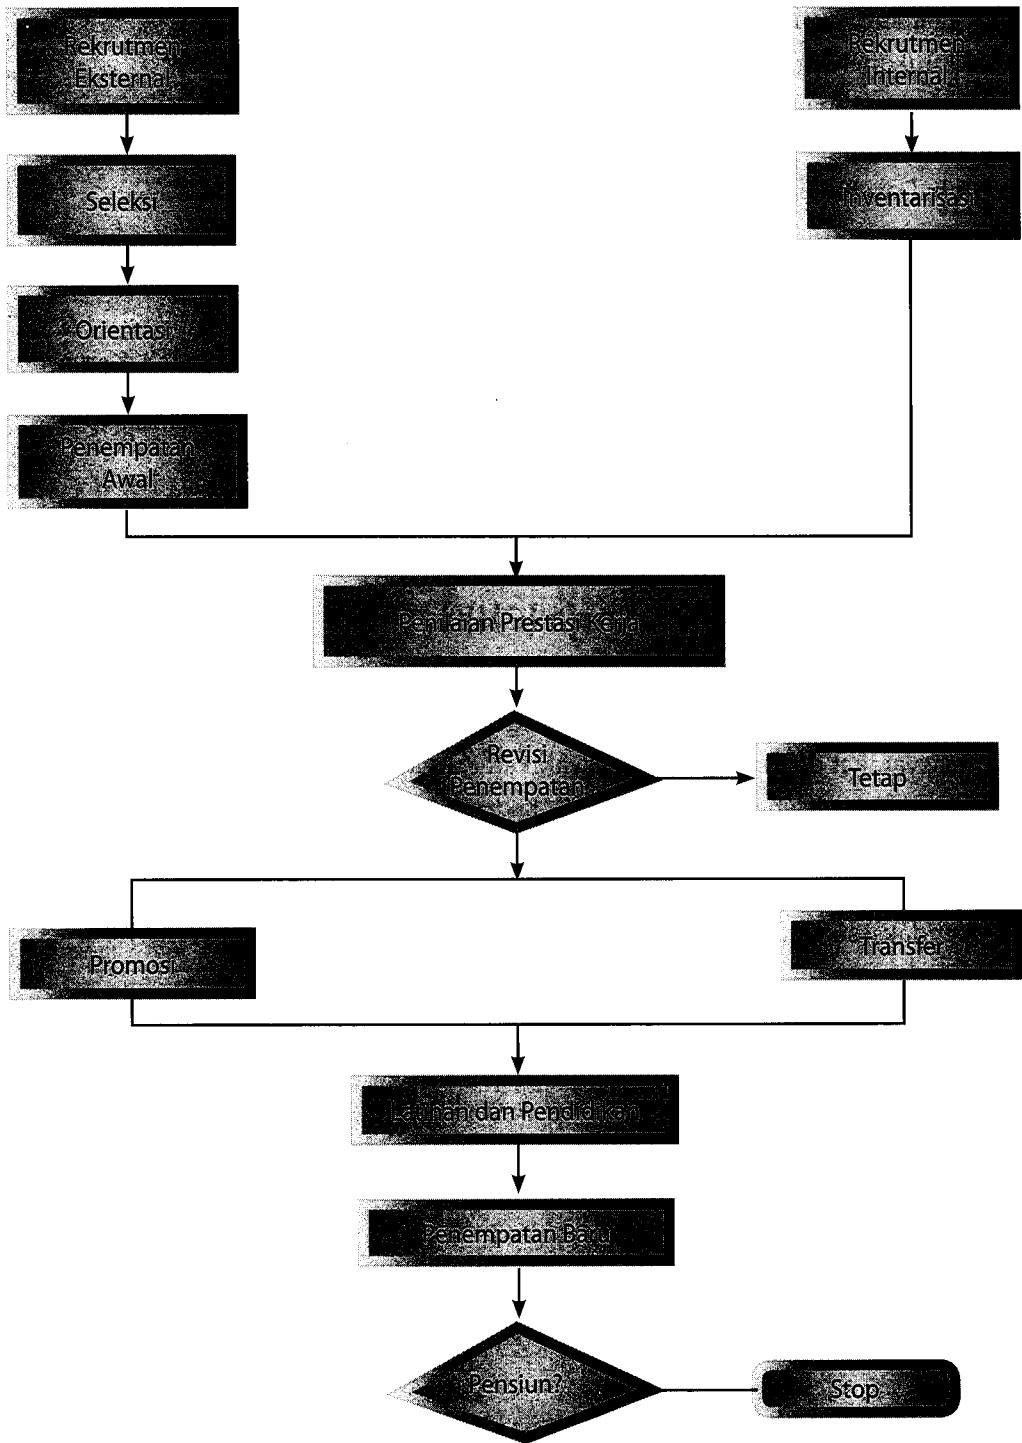 Rekrutmen
Eksternal
Rekrutmen
Internal
Seleksi
Inventarisasi
Orientasi
Penempatan
Awal
Penilaian Prestasi Kerja
Revisi
Penempatan
Tetap
Promosi
Transfer
Latihan dan Pendidikan
Penempatan Baru
Pensiun?
Stop